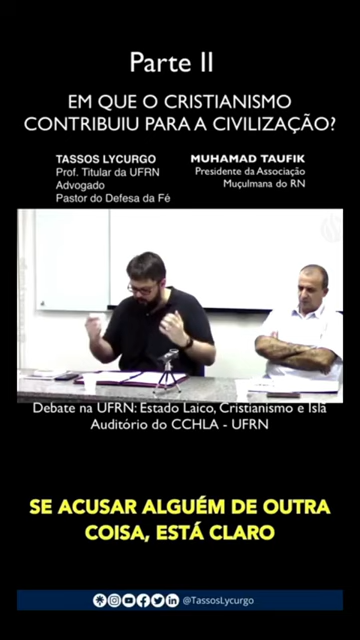 Parte II
EM QUE O CRISTIANISMO
CONTRIBUIU PARA A CIVILIZAÇÃO?
TASSOS LYCURGO
Prof. Titular da UFRN
Advogado
Pastor do Defesa da Fé
MUHAMAD TAUFIK
Presidente da Associação
Muçulmana do RN
Debate na UFRN: Estado Laico, Cristianismo e Islã
Auditório do CCHLA - UFRN
SE ACUSAR ALGUÉM DE OUTRA
COISA, ESTÁ CLARO
@TassosLycurgo